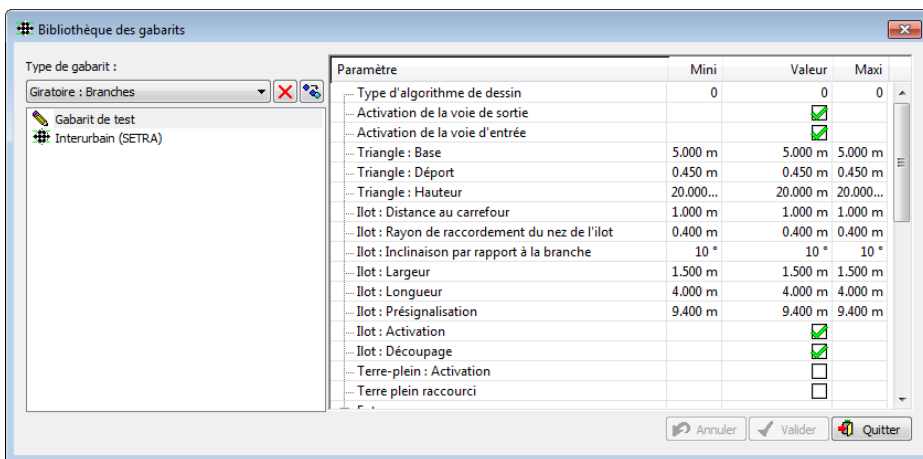 Bibliothèque des gabarits
Type de gabarit :
Giratoire : Branches
Gabarit de test
Interurbain (SETRA)
Paramètre Mini Valeur Maxi
Type d'algorithme de dessin 0 0 0
Activation de la voie de sortie
Activation de la voie d'entrée
Triangle : Base 5.000 m 5.000 m 5.000 m
Triangle : Déport 0.450 m 0.450 m 0.450 m
Triangle : Hauteur 20.000... 20.000 m 20.000...
Ilot : Distance au carrefour 1.000 m 1.000 m 1.000 m
Ilot : Rayon de raccordement du nez de l'ilot 0.400 m 0.400 m 0.400 m
Ilot : Inclinaison par rapport à la branche 10 ° 10 ° 10 °
Ilot : Largeur 1.500 m 1.500 m 1.500 m
Ilot : Longueur 4.000 m 4.000 m 4.000 m
Ilot : Présignalisation 9.400 m 9.400 m 9.400 m
Ilot : Activation
Ilot : Découpage
Terre-plein : Activation
Terre plein raccourci
Annuler Valider Quitter